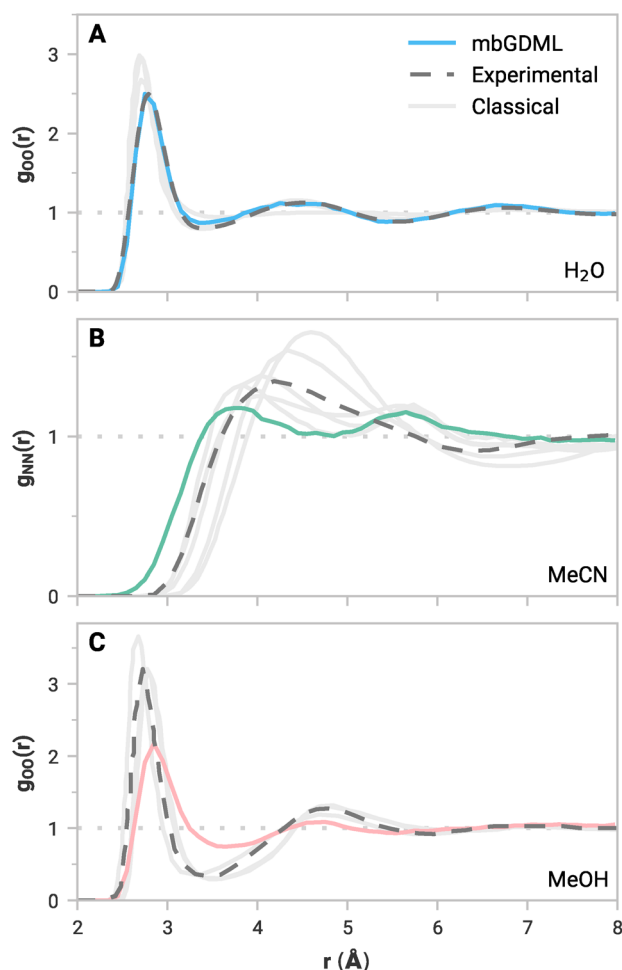 A
mbGDML
Experimental
Classical
3
2
1
0
gOO(r)
H₂O
B
1
0
gNN(r)
MeCN
C
3
2
1
0
gOO(r)
MeOH
2 3 4 5 6 7 8
r (Å)